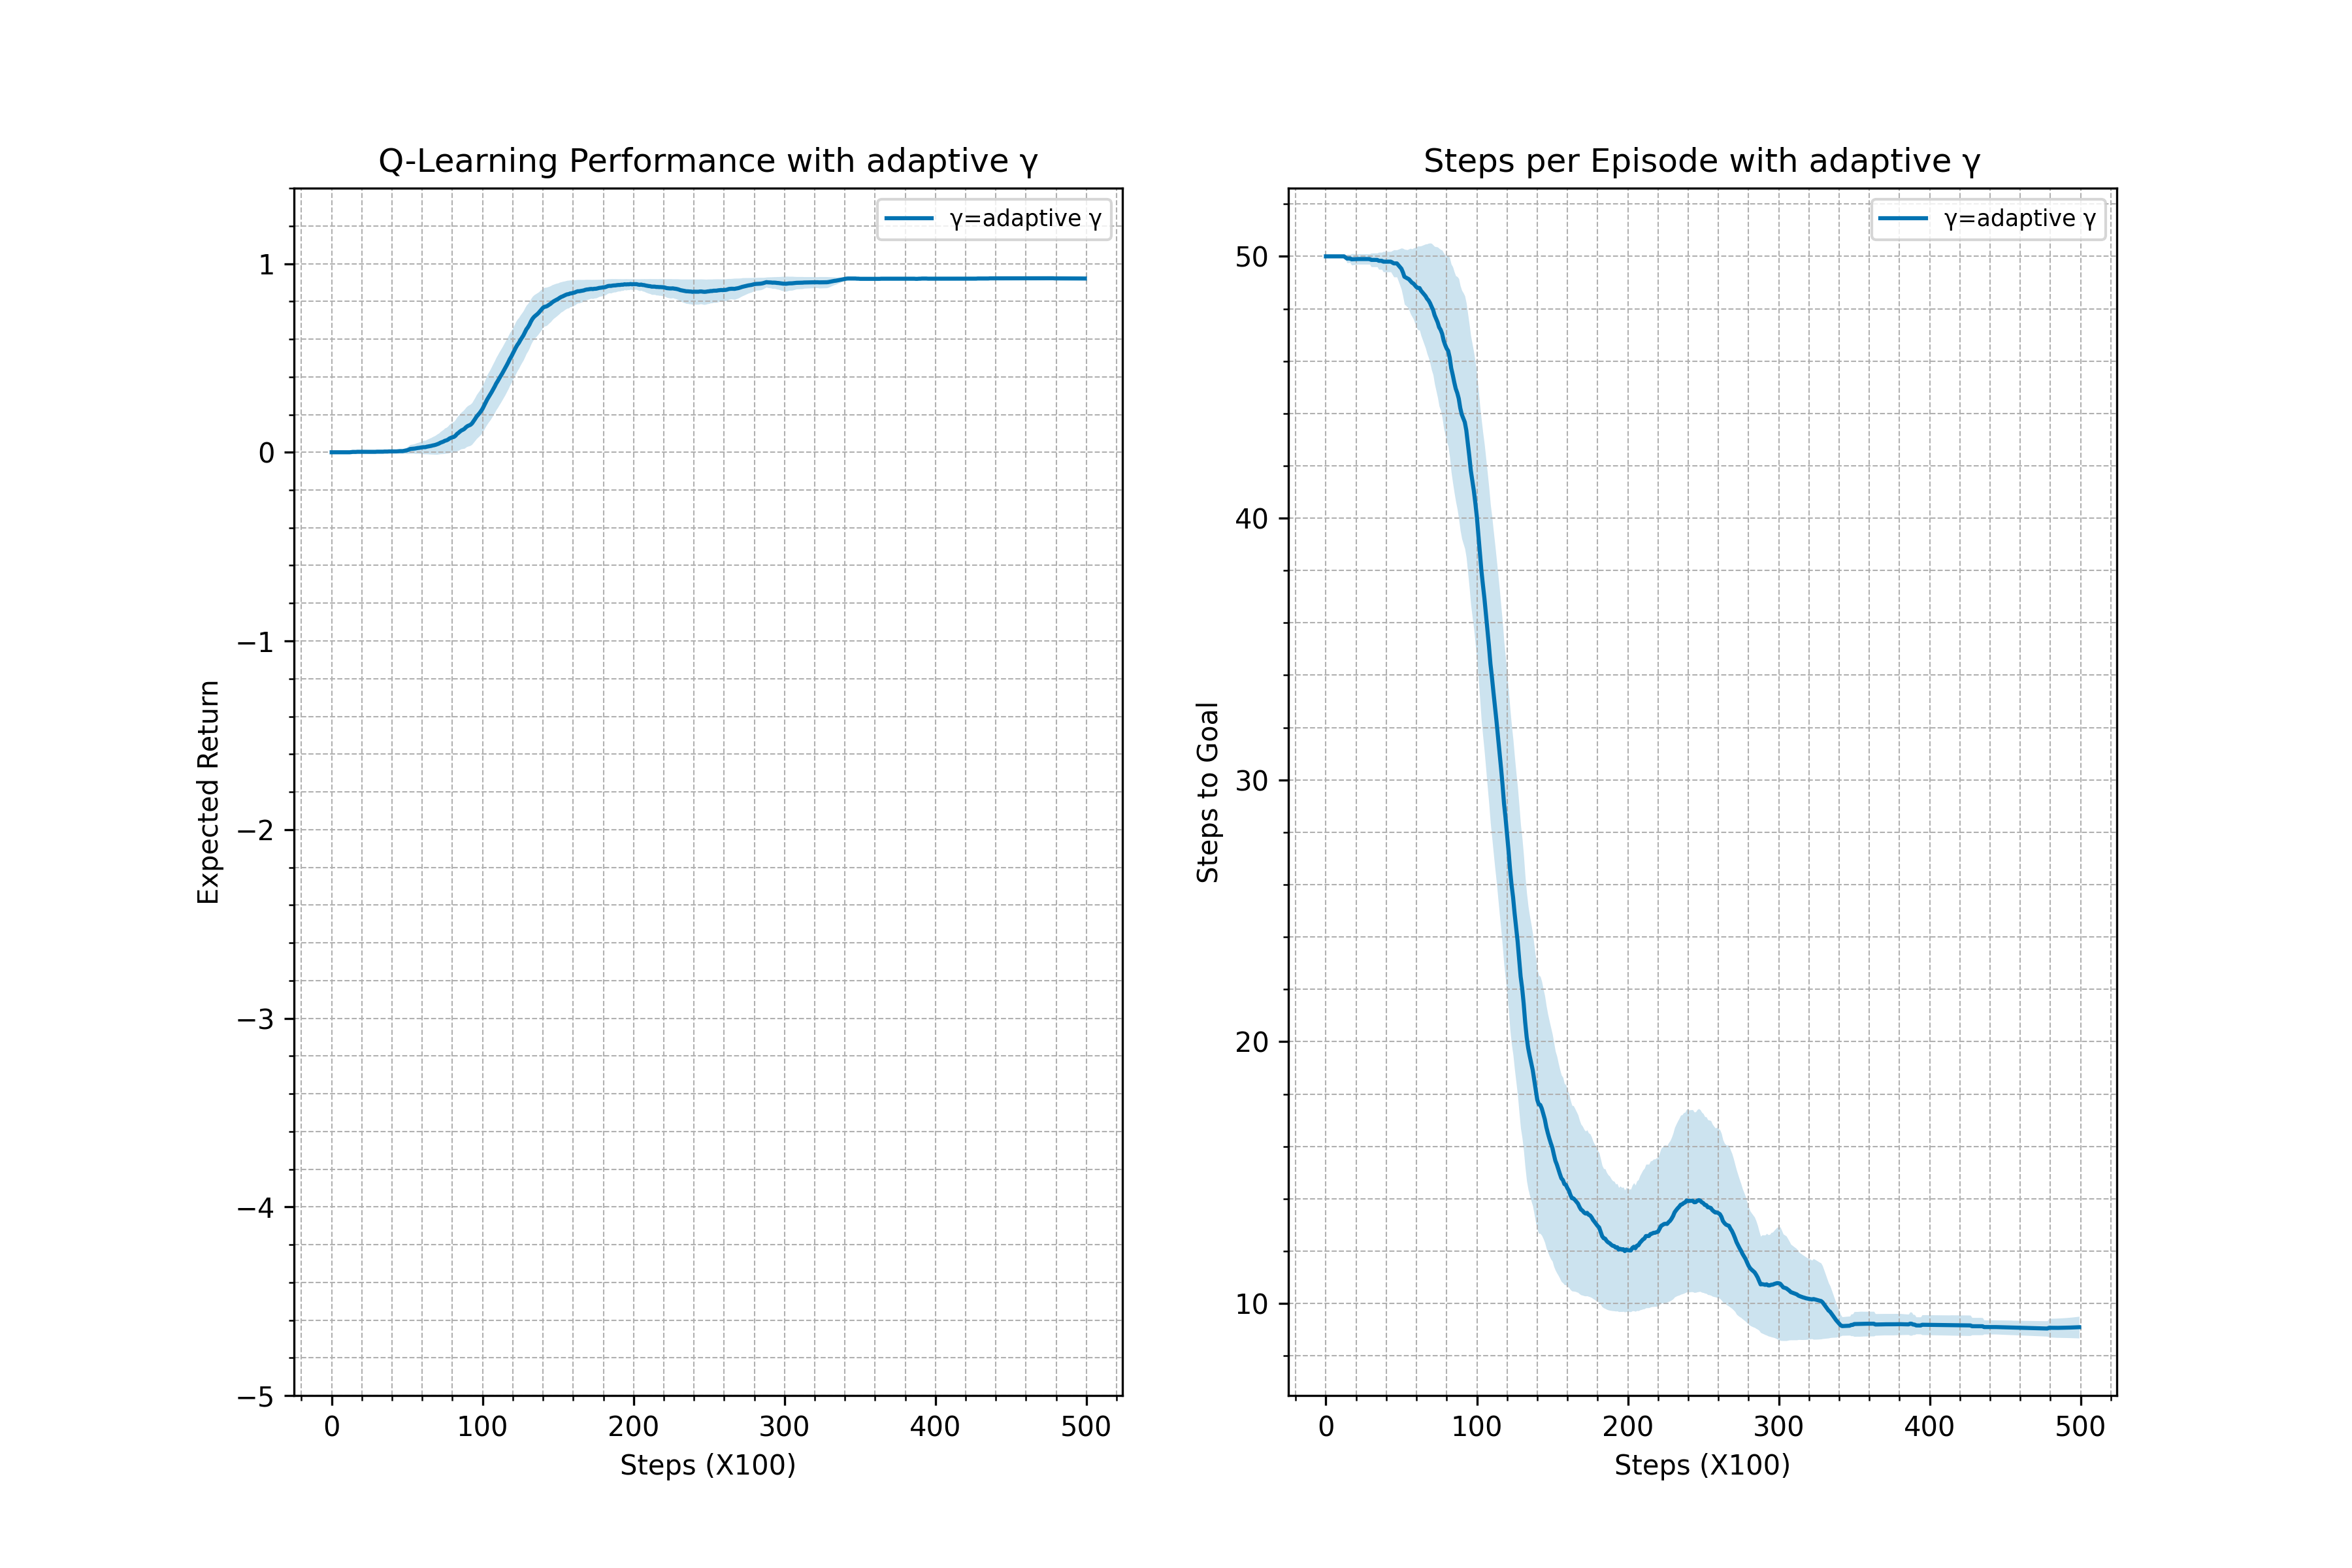 Q-Learning Performance with adaptive γ
γ=adaptive γ
1
0
−1
−2
−3
−4
−5
Expected Return
0 100 200 300 400 500
Steps (X100)
Steps per Episode with adaptive γ
γ=adaptive γ
50
40
30
20
10
Steps to Goal
0 100 200 300 400 500
Steps (X100)